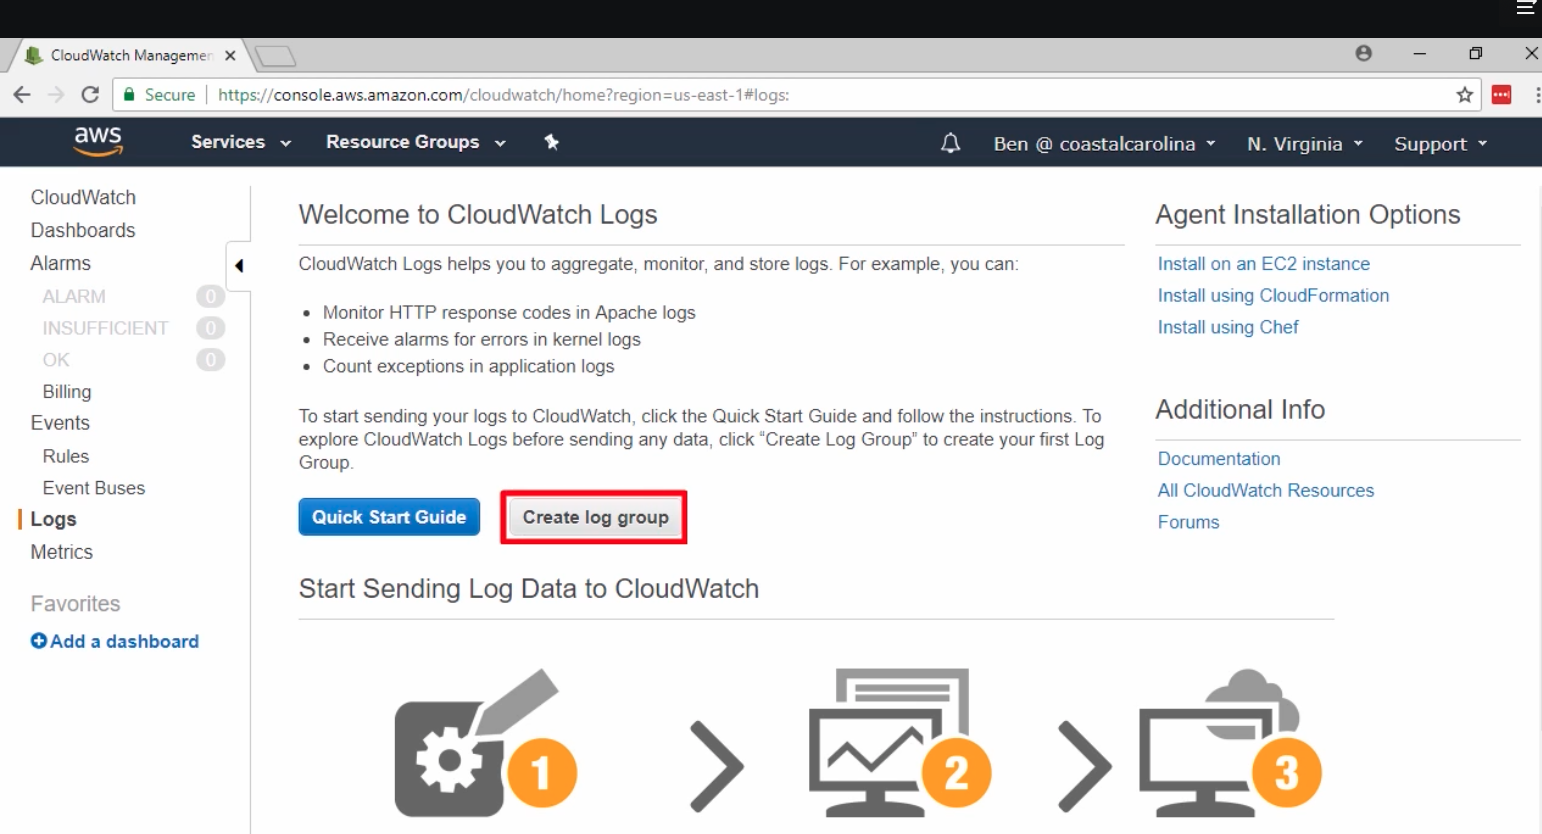 CloudWatch Managemen
Secure
https://console.aws.amazon.com/cloudwatch/home?region=us-east-1#logs:
aws
Services
Resource Groups
Ben @ coastalcarolina
N. Virginia
Support
CloudWatch
Dashboards
Alarms
ALARM 0
INSUFFICIENT 0
OK 0
Billing
Events
Rules
Event Buses
Logs
Metrics
Favorites
Add a dashboard
Welcome to CloudWatch Logs
CloudWatch Logs helps you to aggregate, monitor, and store logs. For example, you can:
• Monitor HTTP response codes in Apache logs
• Receive alarms for errors in kernel logs
• Count exceptions in application logs
To start sending your logs to CloudWatch, click the Quick Start Guide and follow the instructions. To
explore CloudWatch Logs before sending any data, click “Create Log Group” to create your first Log
Group.
Quick Start Guide
Create log group
Start Sending Log Data to CloudWatch
1
2
3
Agent Installation Options
Install on an EC2 instance
Install using CloudFormation
Install using Chef
Additional Info
Documentation
All CloudWatch Resources
Forums